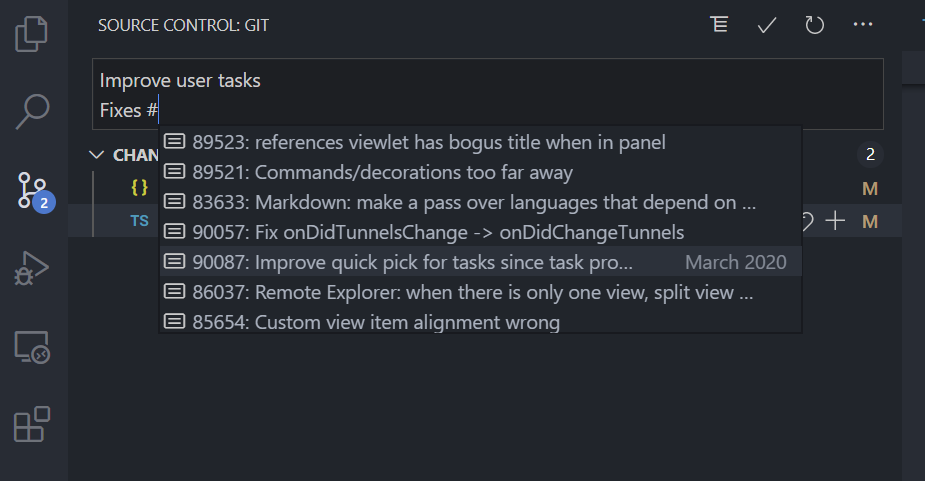 SOURCE CONTROL: GIT
Improve user tasks
Fixes #
89523: references viewlet has bogus title when in panel
CHAN
2
89521: Commands/decorations too far away
{} M
2
83633: Markdown: make a pass over languages that depend on ...
TS M
90057: Fix onDidTunnelsChange -> onDidChangeTunnels
90087: Improve quick pick for tasks since task pro... March 2020
86037: Remote Explorer: when there is only one view, split view ...
85654: Custom view item alignment wrong